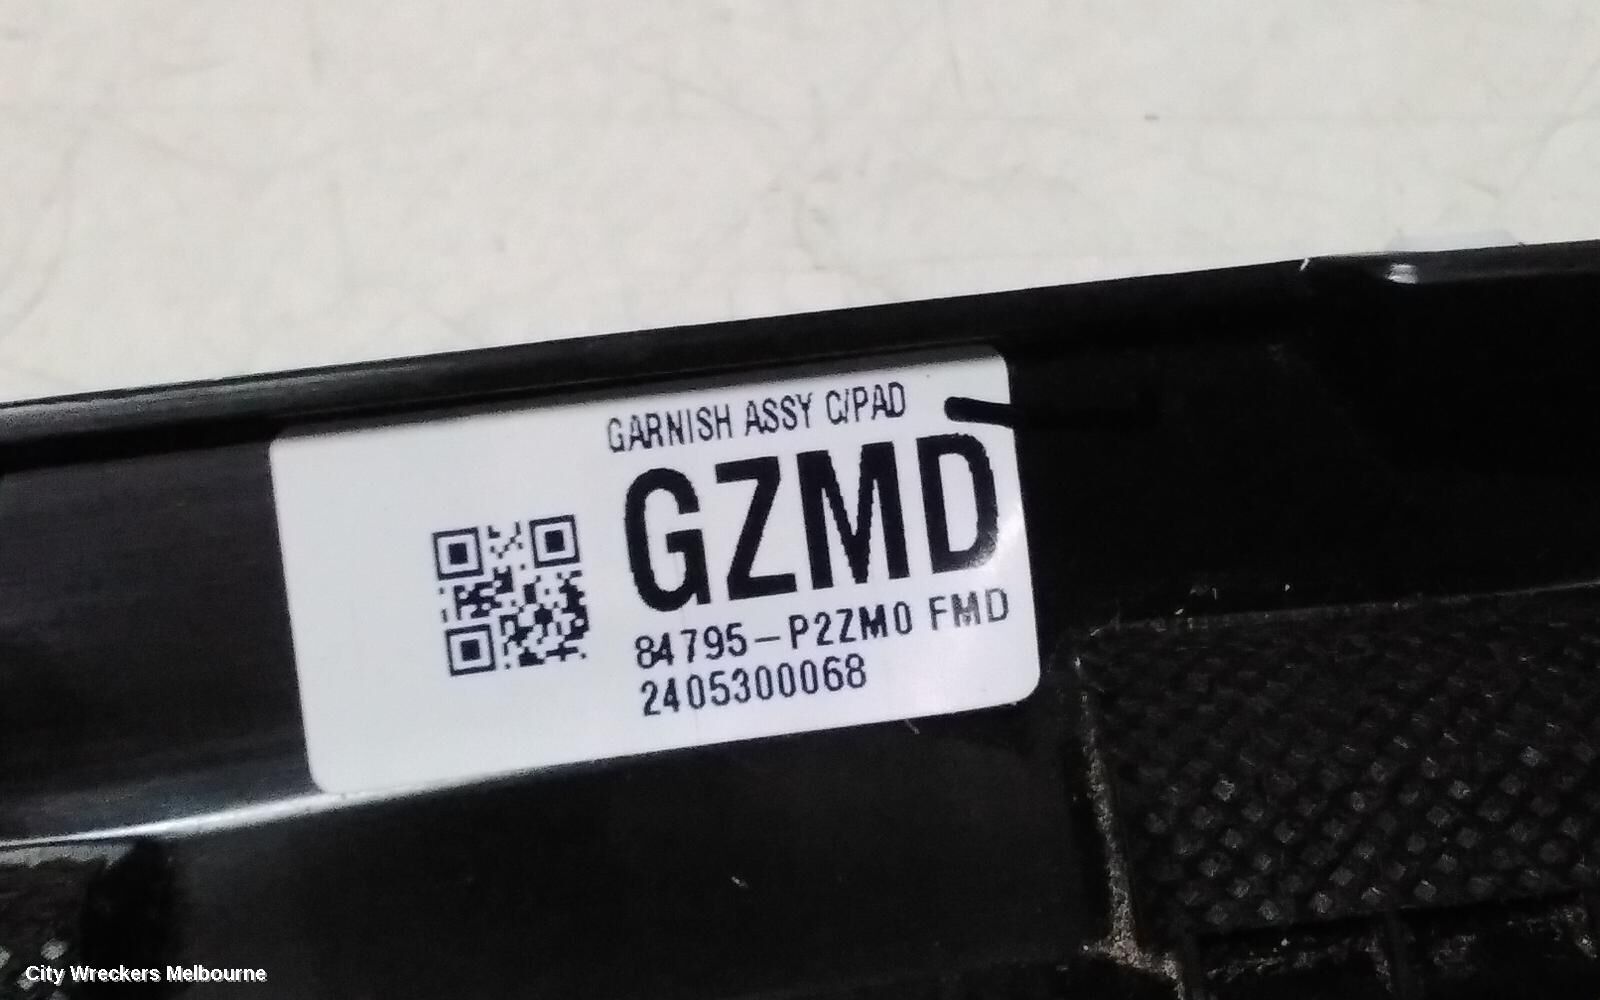 GARNISH ASSY C/PAD
GZMD
84795-P2ZM0 FMD
2405300068
City Wreckers Melbourne